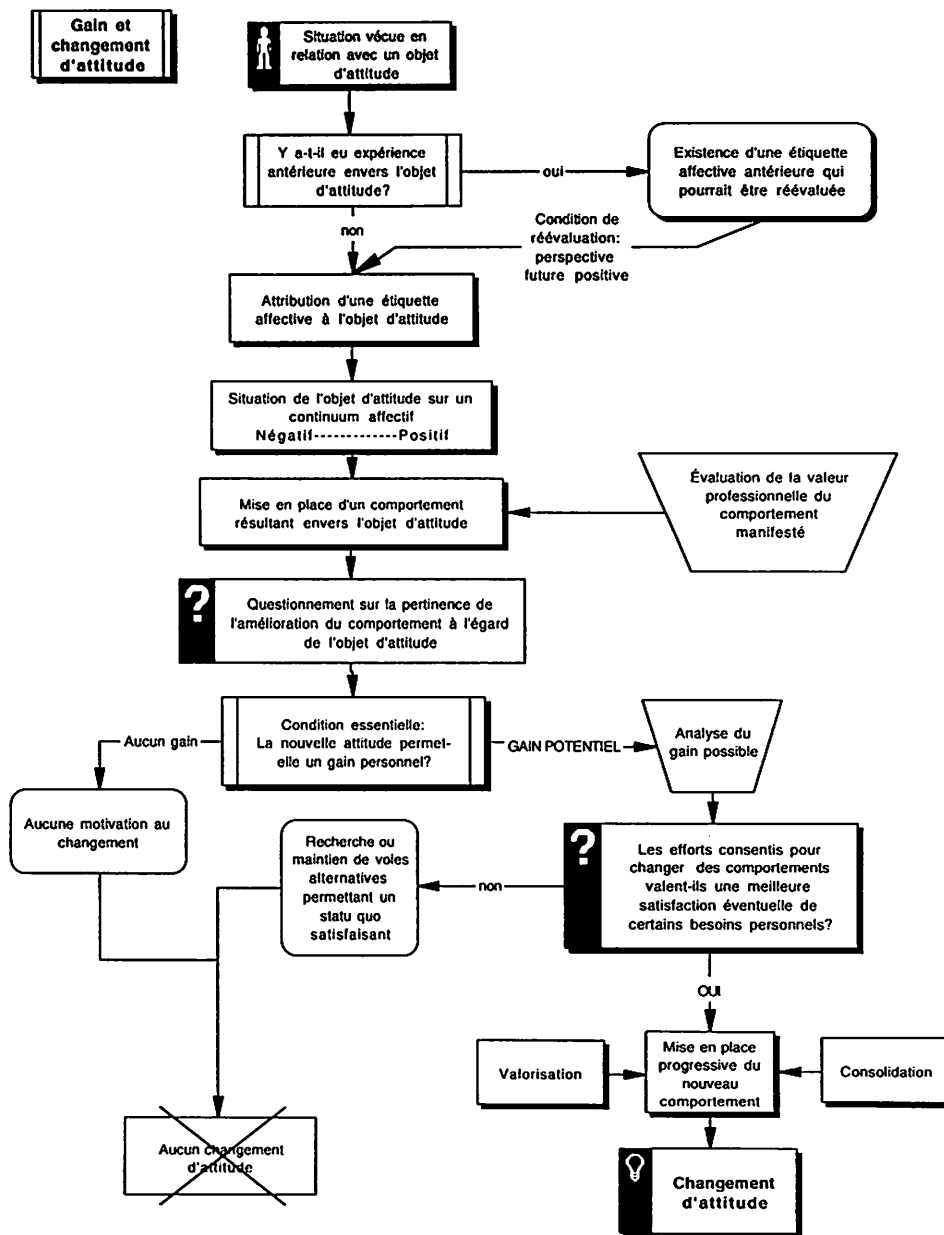 Gain et
changement
d'attitude
Situation vécue en
relation avec un objet
d'attitude
Y a-t-il eu expérience
antérieure envers l'objet
d'attitude?
oui
Existence d'une étiquette
affective antérieure qui
pourrait être réévaluée
non
Condition de
réévaluation:
perspective
future positive
Attribution d'une étiquette
affective à l'objet d'attitude
Situation de l'objet d'attitude sur un
continuum affectif
Négatif-------------Positif
Mise en place d'un comportement
résultant envers l'objet d'attitude
Évaluation de la valeur
professionnelle du
comportement
manifesté
?
Questionnement sur la pertinence de
l'amélioration du comportement à l'égard
de l'objet d'attitude
Aucun gain
Condition essentielle:
La nouvelle attitude permet-
elle un gain personnel?
GAIN POTENTIEL
Analyse du
gain possible
Aucune motivation au
changement
Recherche ou
maintien de voies
alternatives
permettant un
statu quo
satisfaisant
non
?
Les efforts consentis pour
changer des comportements
valent-ils une meilleure
satisfaction éventuelle de
certains besoins personnels?
OUI
Valorisation
Mise en place
progressive du
nouveau
comportement
Consolidation
Aucun changement
d'attitude
Changement
d'attitude